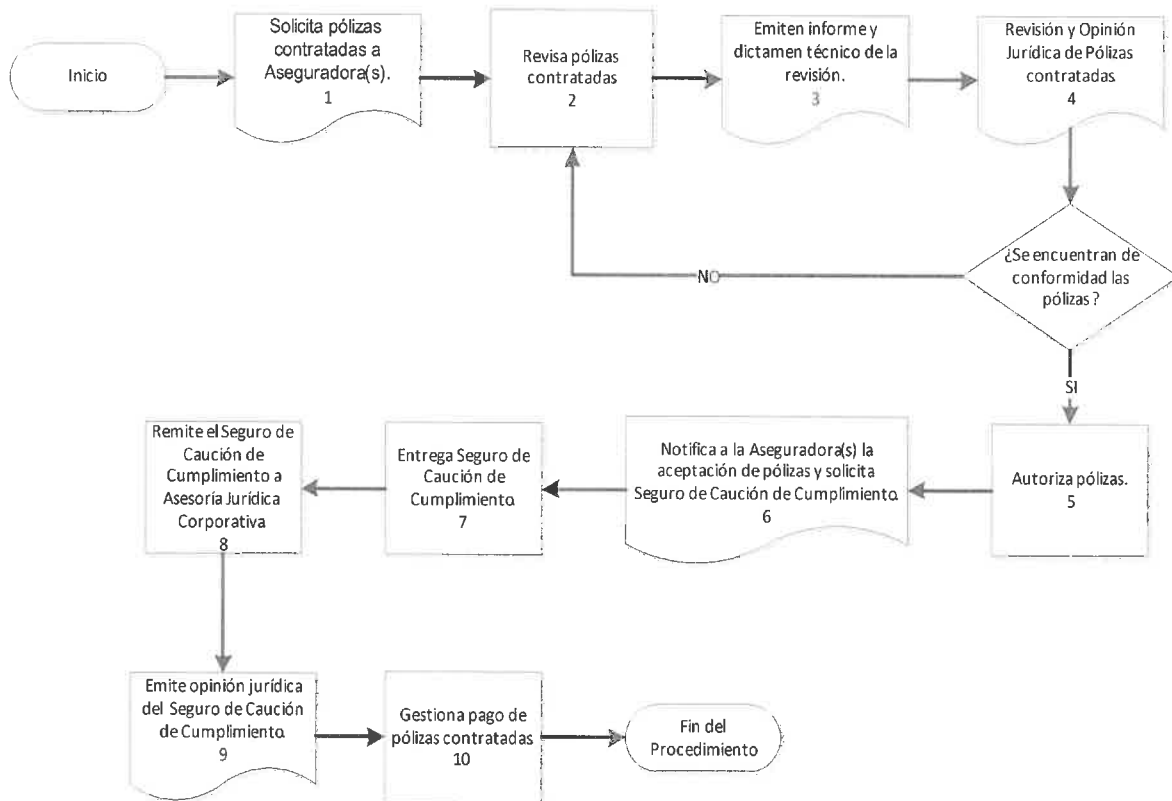 Inicio
Solicita pólizas
contratadas a
Aseguradora(s).
1
Revisa pólizas
contratadas
2
Emiten informe y
dictamen técnico de la
revisión.
3
Revisión y Opinión
Jurídica de Pólizas
contratadas
4
¿Se encuentran de
conformidad las
pólizas?
NO
SI
Autoriza pólizas.
5
Notifica a la Aseguradora(s) la
aceptación de pólizas y solicita
Seguro de Caución de Cumplimiento.
6
Entrega Seguro de
Caución de
Cumplimiento.
7
Remite el Seguro de
Caución de
Cumplimiento a
Asesoría Jurídica
Corporativa
8
Emite opinión jurídica
del Seguro de Caución
de Cumplimiento.
9
Gestiona pago de
pólizas contratadas.
10
Fin del
Procedimiento